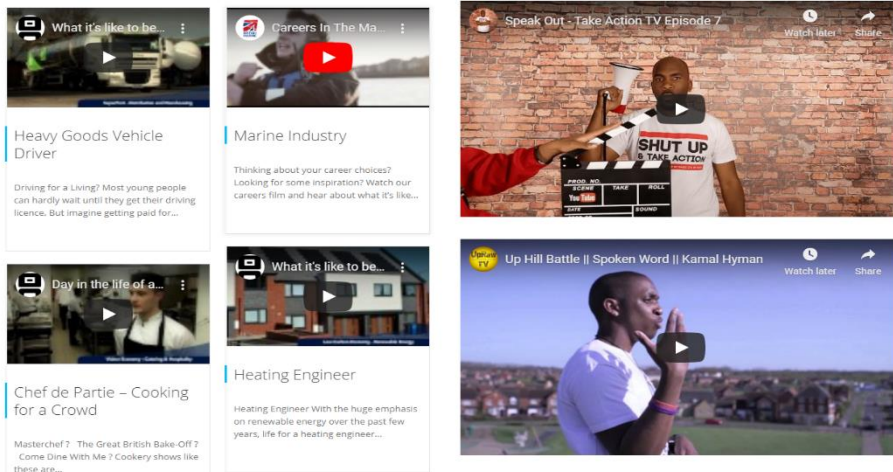 What it's like to be...
Heavy Goods Vehicle
Driver
Driving for a Living? Most young people
can hardly wait until they get their driving
licence. But imagine getting paid for...
Careers In The Ma...
Marine Industry
Thinking about your career choices?
Looking for some inspiration? Watch our
careers film and hear about what it's like...
Day in the life of a...
Chef de Partie – Cooking
for a Crowd
Masterchef ? The Great British Bake-Off ?
Come Dine With Me ? Cookery shows like
these are...
What it's like to be...
Heating Engineer
Heating Engineer With the huge emphasis
on renewable energy over the past few
years, life for a heating engineer...
Speak Out - Take Action TV Episode 7
Watch later
Share
SHUT UP
& TAKE ACTION
PROD. NO.
SCENE TAKE ROLL
YouTube
DATE SOUND
UpRaw
TV
Up Hill Battle || Spoken Word || Kamal Hyman
Watch later
Share